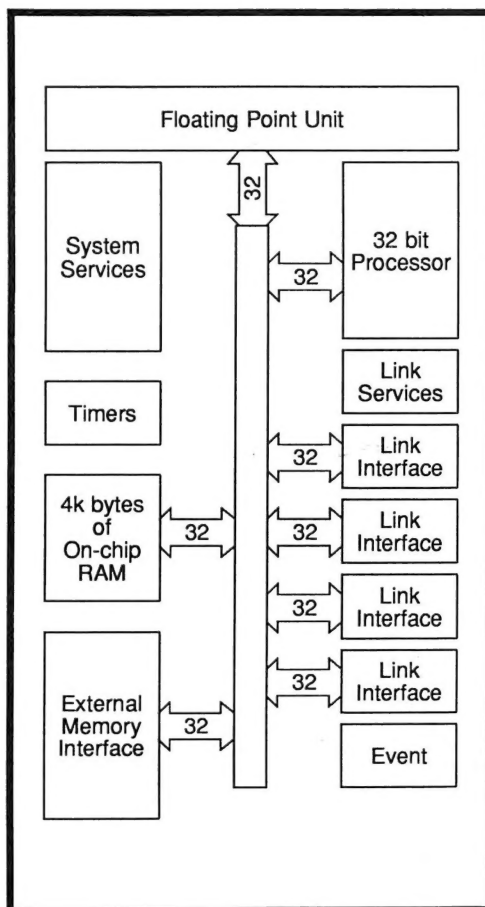 Floating Point Unit
32
System
Services
32 bit
Processor
32
Link
Services
Timers
Link
Interface
32
4k bytes
of
On-chip
RAM
32
32
Link
Interface
32
Link
Interface
32
Link
Interface
External
Memory
Interface
32
Event